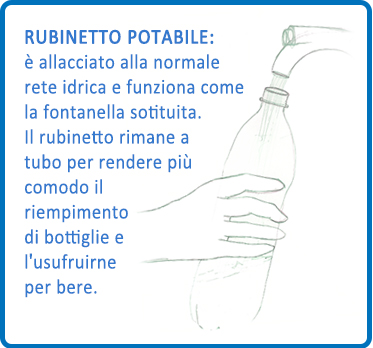 RUBINETTO POTABILE:
è allacciato alla normale
rete idrica e funziona come
la fontanella sotituita.
Il rubinetto rimane a
tubo per rendere più
comodo il
riempimento
di bottiglie e
l'usufruirne
per bere.